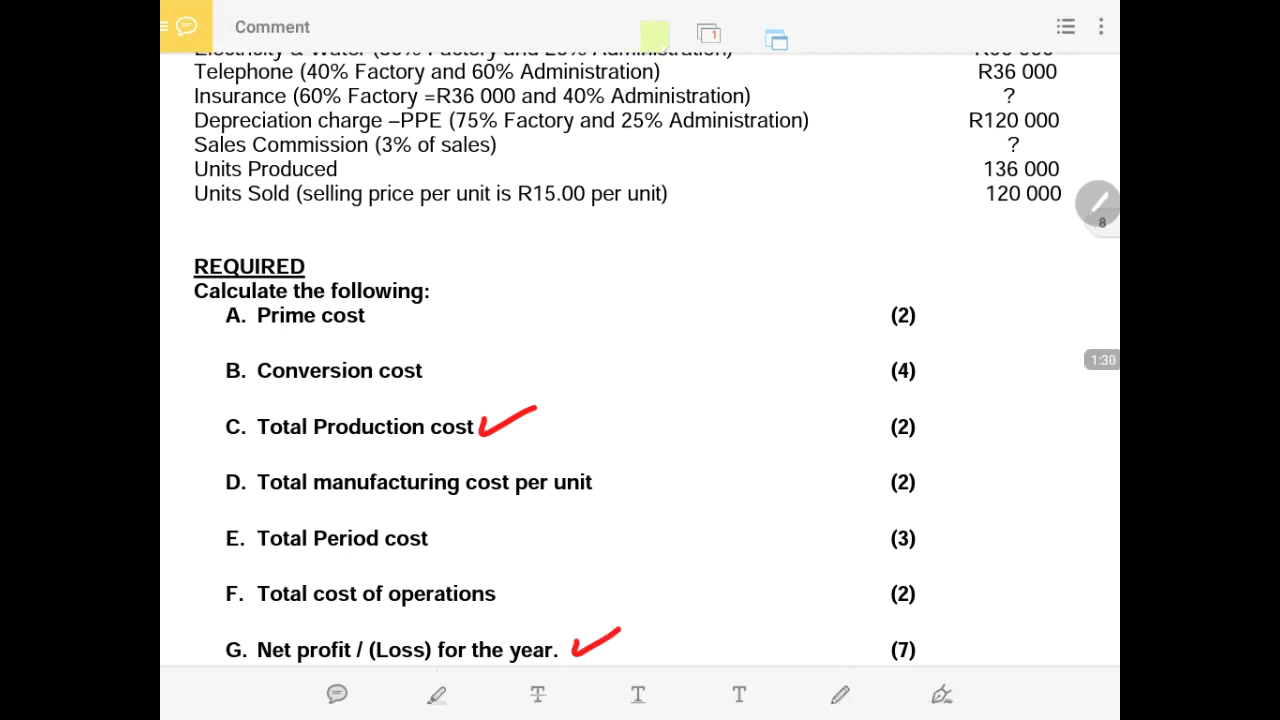 Comment
1
Telephone (40% Factory and 60% Administration) R36 000
Insurance (60% Factory =R36 000 and 40% Administration) ?
Depreciation charge –PPE (75% Factory and 25% Administration) R120 000
Sales Commission (3% of sales) ?
Units Produced 136 000
Units Sold (selling price per unit is R15.00 per unit) 120 000
8
REQUIRED
Calculate the following:
A. Prime cost (2)
1:30
B. Conversion cost (4)
C. Total Production cost (2)
D. Total manufacturing cost per unit (2)
E. Total Period cost (3)
F. Total cost of operations (2)
G. Net profit / (Loss) for the year. (7)
T T T